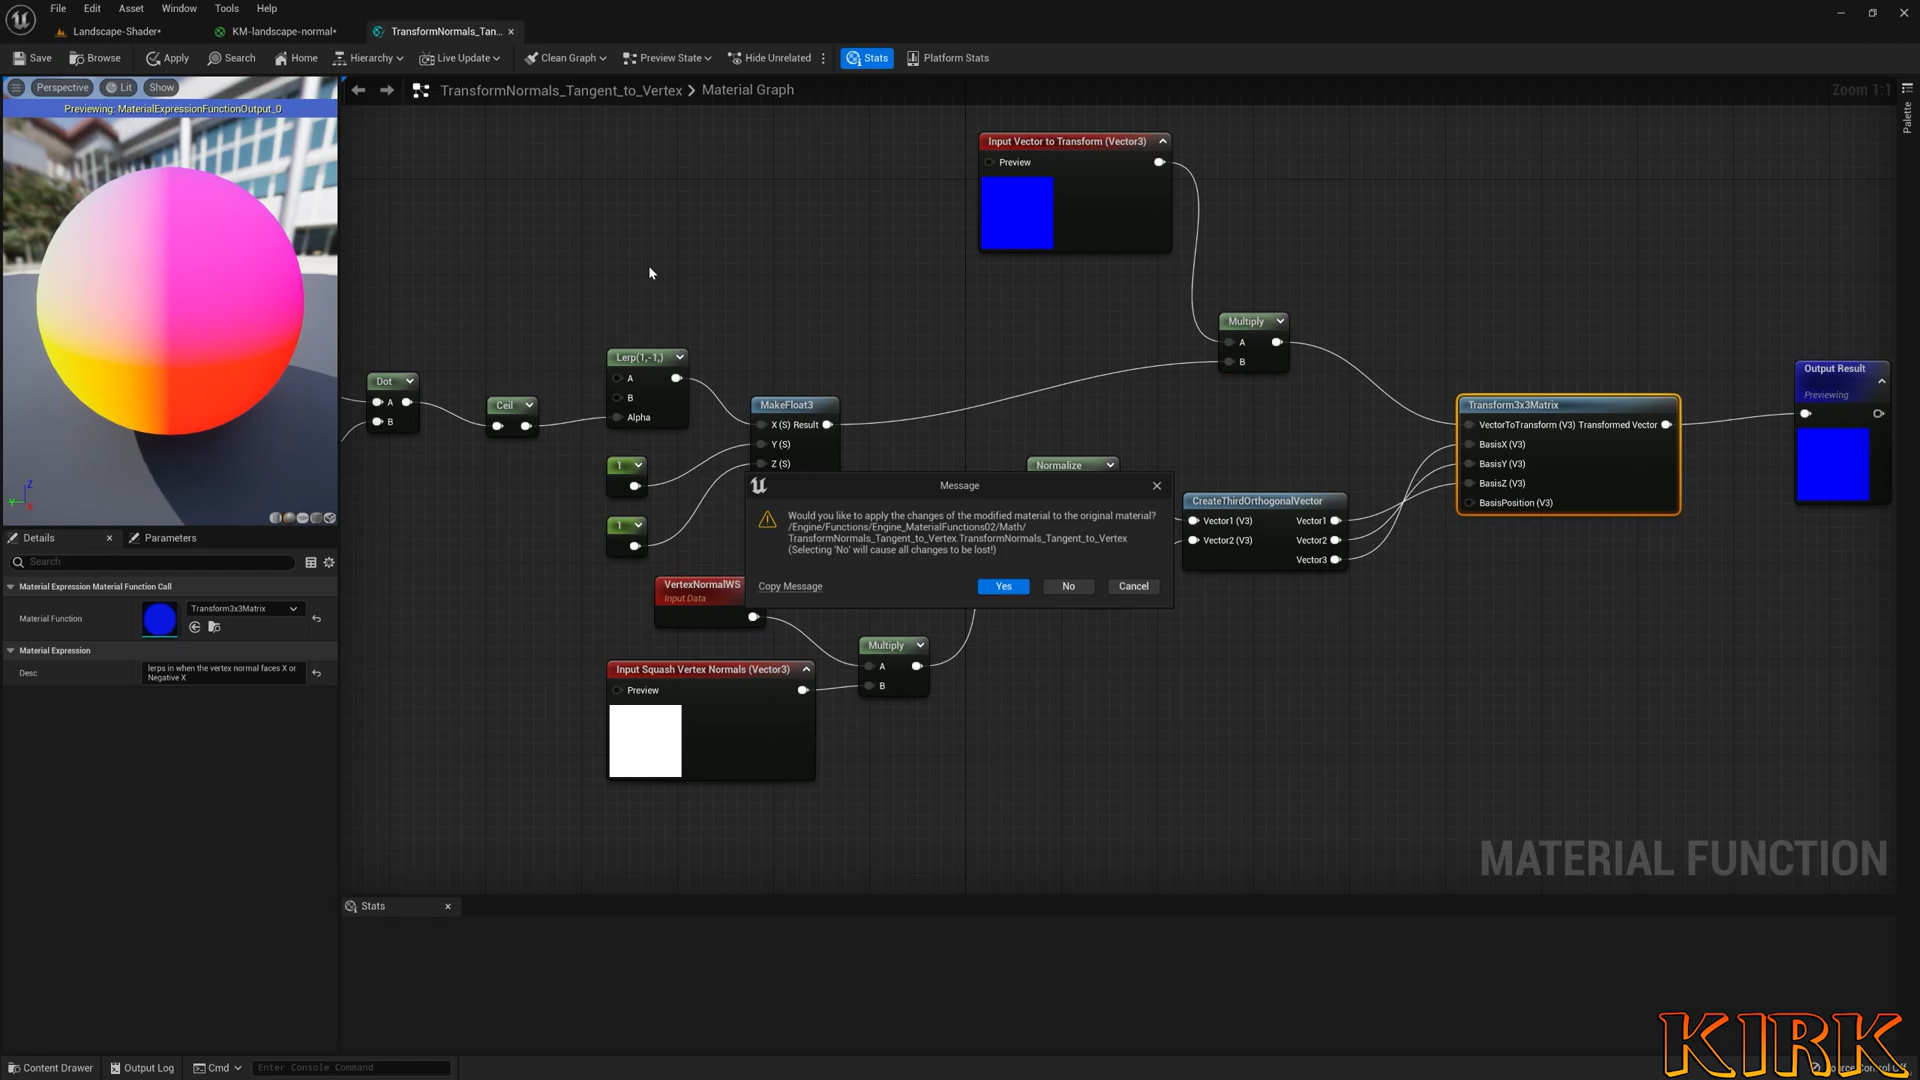 File Edit Asset Window Tools Help
Landscape-Shader* KM-landscape-normal* TransformNormals_Tan...
Save Browse Apply Search Home Hierarchy Live Update Clean Graph Preview State Hide Unrelated Stats Platform Stats
Perspective Lit Show
Previewing: MaterialExpressionFunctionOutput_0
TransformNormals_Tangent_to_Vertex > Material Graph
Zoom 1:1
Palette
Input Vector to Transform (Vector3)
Preview
Multiply
A
B
Dot
A
B
Ceil
Lerp(1,-1,)
A
B
Alpha
MakeFloat3
X (S) Result
Y (S)
Z (S)
1
1
Normalize
Transform3x3Matrix
VectorToTransform (V3) Transformed Vector
BasisX (V3)
BasisY (V3)
BasisZ (V3)
BasisPosition (V3)
Output Result
Previewing
CreateThirdOrthogonalVector
Vector1 (V3) Vector1
Vector2 (V3) Vector2
Vector3
Message
Would you like to apply the changes of the modified material to the original material?
/Engine/Functions/Engine_MaterialFunctions02/Math/
TransformNormals_Tangent_to_Vertex.TransformNormals_Tangent_to_Vertex
(Selecting 'No' will cause all changes to be lost!)
Copy Message Yes No Cancel
VertexNormalWS
Input Data
Multiply
A
B
Input Squash Vertex Normals (Vector3)
Preview
Z
Y
X
Details Parameters
Search
Material Expression Material Function Call
Material Function Transform3x3Matrix
Material Expression
Desc
lerps in when the vertex normal faces X or
Negative X
MATERIAL FUNCTION
Stats
Content Drawer Output Log Cmd Enter Console Command
KIRK